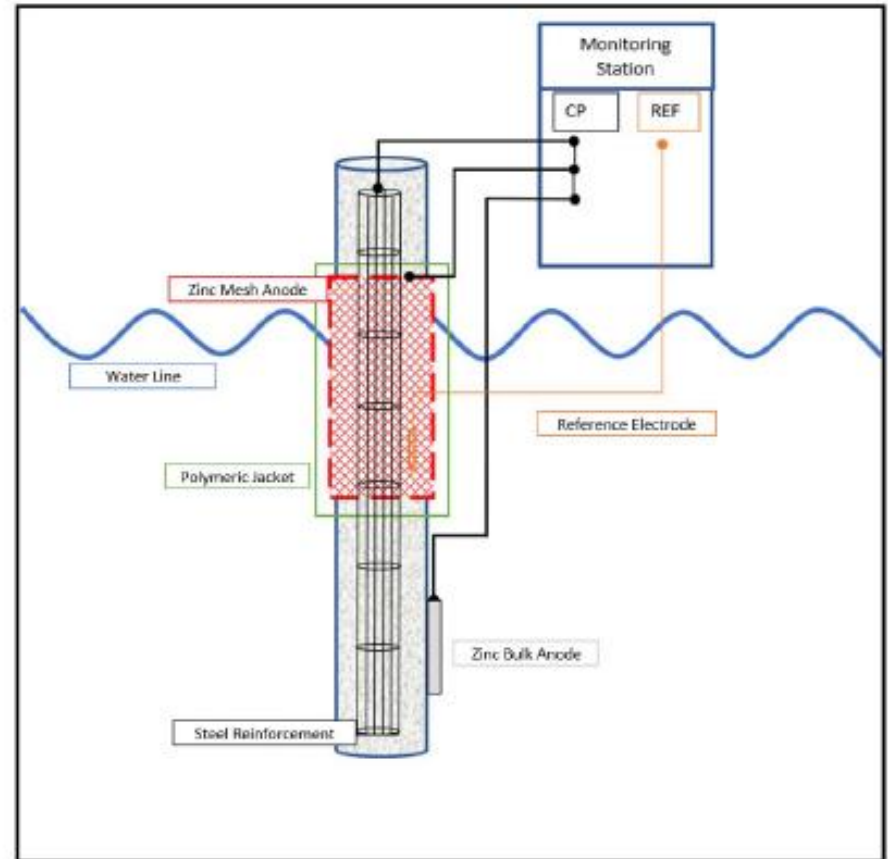 Monitoring
Station
CP
REF
Zinc Mesh Anode
Water Line
Reference Electrode
Polymeric Jacket
Zinc Bulk Anode
Steel Reinforcement